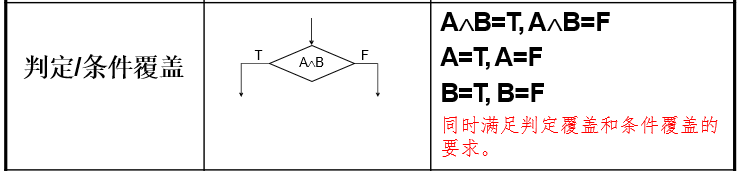 判定/条件覆盖
T
F
A∧B
A∧B=T, A∧B=F
A=T, A=F
B=T, B=F
同时满足判定覆盖和条件覆盖的
要求。